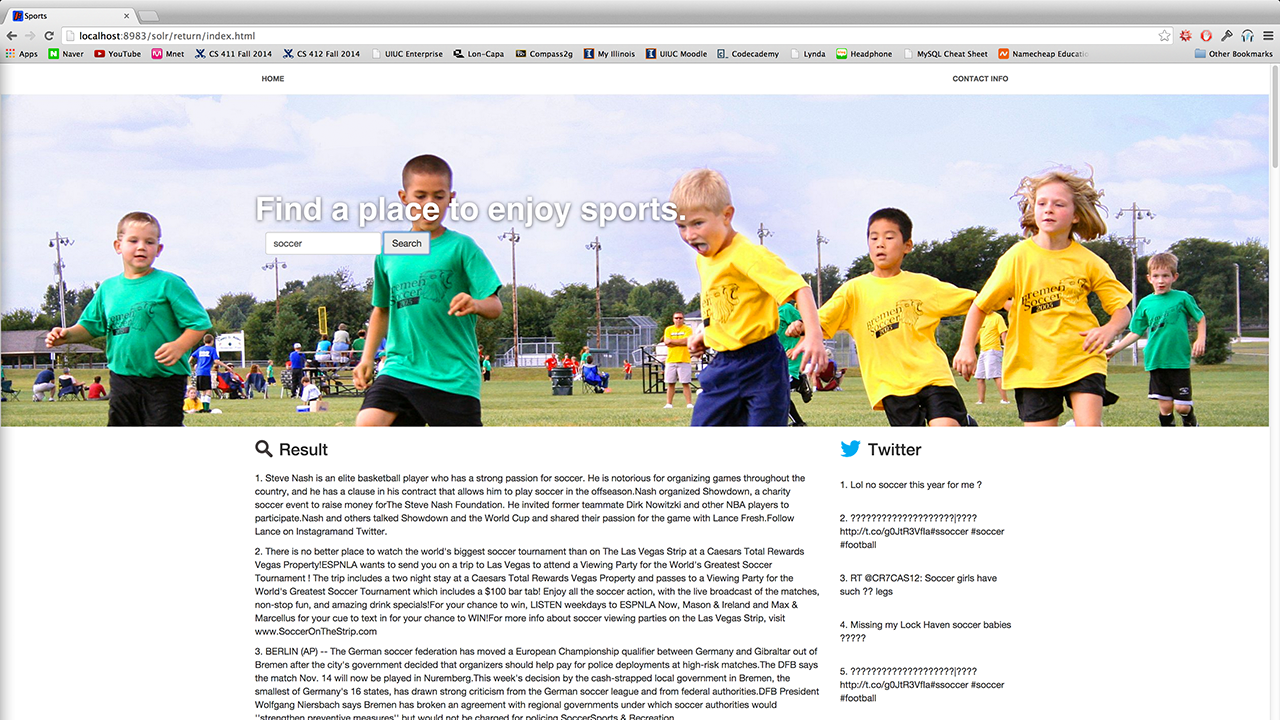 Sports
localhost:8983/solr/return/index.html
Apps Naver YouTube Mnet CS 411 Fall 2014 CS 412 Fall 2014 UIUC Enterprise Lon-Capa Compass2g My Illinois UIUC Moodle Codecademy Lynda Headphone MySQL Cheat Sheet Namecheap Educatio Other Bookmarks
HOME CONTACT INFO
Find a place to enjoy sports.
soccer Search
Bremen
Soccer
2005
Bremen
Soccer
2005
Result
1. Steve Nash is an elite basketball player who has a strong passion for soccer. He is notorious for organizing games throughout the
country, and he has a clause in his contract that allows him to play soccer in the offseason.Nash organized Showdown, a charity
soccer event to raise money forThe Steve Nash Foundation. He invited former teammate Dirk Nowitzki and other NBA players to
participate.Nash and others talked Showdown and the World Cup and shared their passion for the game with Lance Fresh.Follow
Lance on Instagramand Twitter.
2. There is no better place to watch the world's biggest soccer tournament than on The Las Vegas Strip at a Caesars Total Rewards
Vegas Property!ESPNLA wants to send you on a trip to Las Vegas to attend a Viewing Party for the World's Greatest Soccer
Tournament ! The trip includes a two night stay at a Caesars Total Rewards Vegas Property and passes to a Viewing Party for the
World's Greatest Soccer Tournament which includes a $100 bar tab! Enjoy all the soccer action, with the live broadcast of the matches,
non-stop fun, and amazing drink specials!For your chance to win, LISTEN weekdays to ESPNLA Now, Mason & Ireland and Max &
Marcellus for your cue to text in for your chance to WIN!For more info about soccer viewing parties on the Las Vegas Strip, visit
www.SoccerOnTheStrip.com
3. BERLIN (AP) -- The German soccer federation has moved a European Championship qualifier between Germany and Gibraltar out of
Bremen after the city's government decided that organizers should help pay for police deployments at high-risk matches.The DFB says
the match Nov. 14 will now be played in Nuremberg.This week's decision by the cash-strapped local government in Bremen, the
smallest of Germany's 16 states, has drawn strong criticism from the German soccer league and from federal authorities.DFB President
Wolfgang Niersbach says Bremen has broken an agreement with regional governments under which soccer authorities would
''strengthen preventive measures'' but would not be charged for policing SoccerSports & Recreation
Twitter
1. Lol no soccer this year for me ?
2. ????????????????????|????
http://t.co/g0JtR3Vfla#ssoccer #soccer
#football
3. RT @CR7CAS12: Soccer girls have
such ?? legs
4. Missing my Lock Haven soccer babies
?????
5. ????????????????????|????
http://t.co/g0JtR3Vfla#ssoccer #soccer
#football